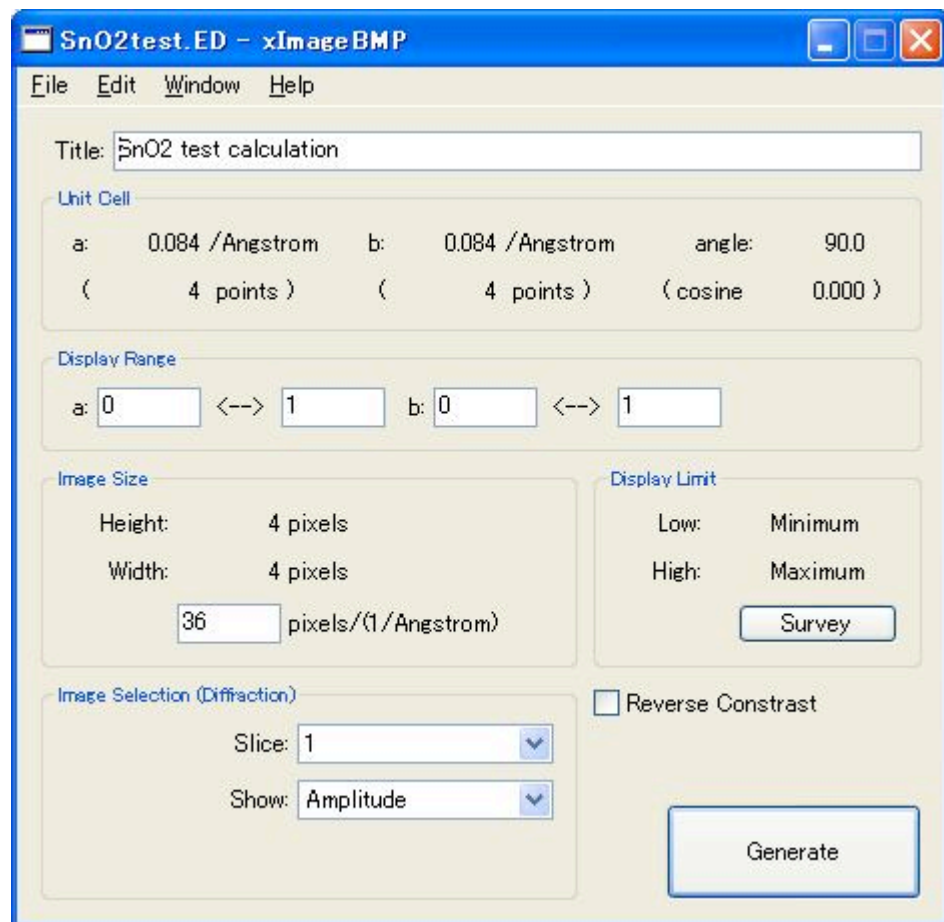 SnO2test.ED - xImageBMP
File Edit Window Help
Title: SnO2 test calculation
Unit Cell
a: 0.084 /Angstrom b: 0.084 /Angstrom angle: 90.0
( 4 points ) ( 4 points ) ( cosine 0.000 )
Display Range
a: 0 <--> 1 b: 0 <--> 1
Image Size
Height: 4 pixels
Width: 4 pixels
36 pixels/(1/Angstrom)
Display Limit
Low: Minimum
High: Maximum
Survey
Image Selection (Diffraction)
Slice: 1
Show: Amplitude
Reverse Constrast
Generate